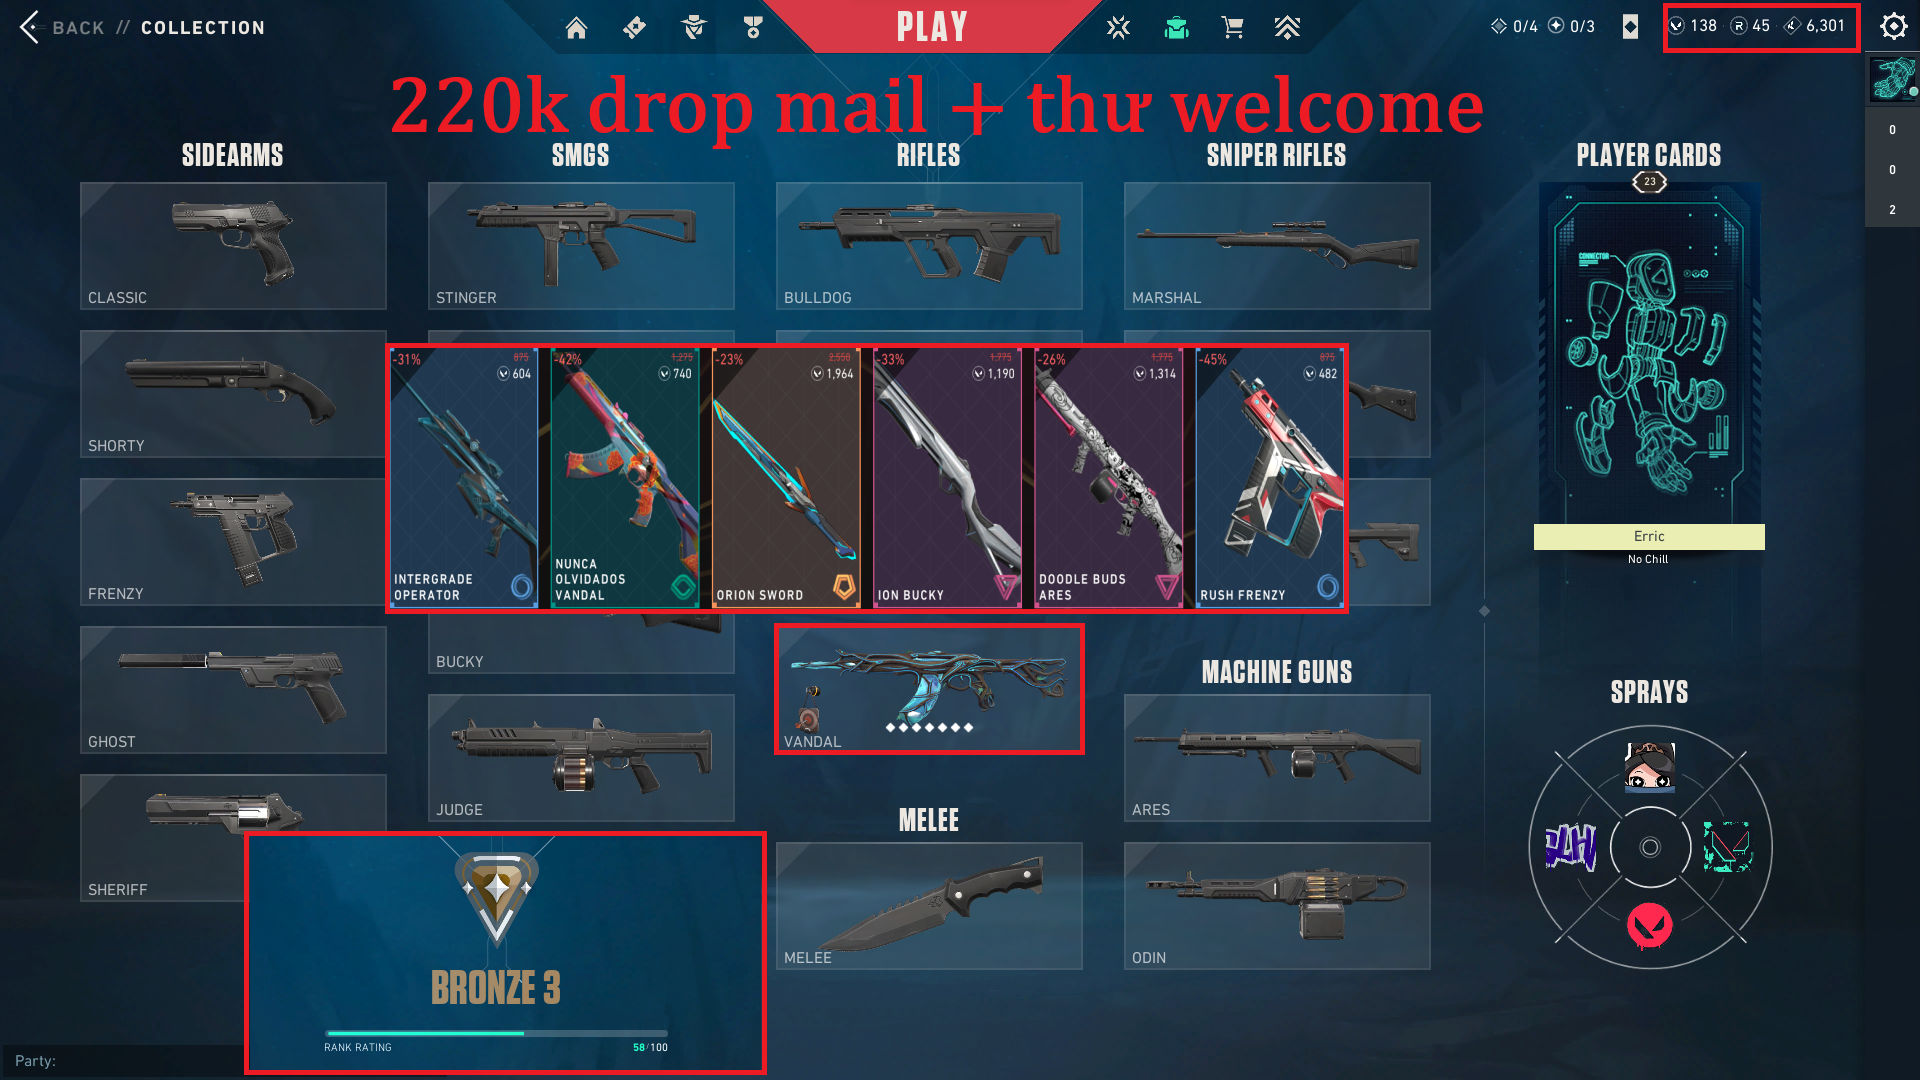 BACK // COLLECTION
PLAY
0/4 0/3
138 R 45 6,301
220k drop mail + thư welcome
SIDEARMS
SMGS
RIFLES
SNIPER RIFLES
PLAYER CARDS
23
0
0
2
CLASSIC
STINGER
BULLDOG
MARSHAL
CONNECTOR
SHORTY
-31% 875
604
INTERGRADE
OPERATOR
-42% 1,275
740
NUNCA
OLVIDADOS
VANDAL
-23% 2,550
1,964
ORION SWORD
-33% 1,775
1,190
ION BUCKY
-26% 1,775
1,314
DOODLE BUDS
ARES
-45% 875
482
RUSH FRENZY
Erric
No Chill
FRENZY
BUCKY
VANDAL
MACHINE GUNS
SPRAYS
GHOST
JUDGE
ARES
MELEE
SHERIFF
MELEE
ODIN
BRONZE 3
RANK RATING 58/100
Party: